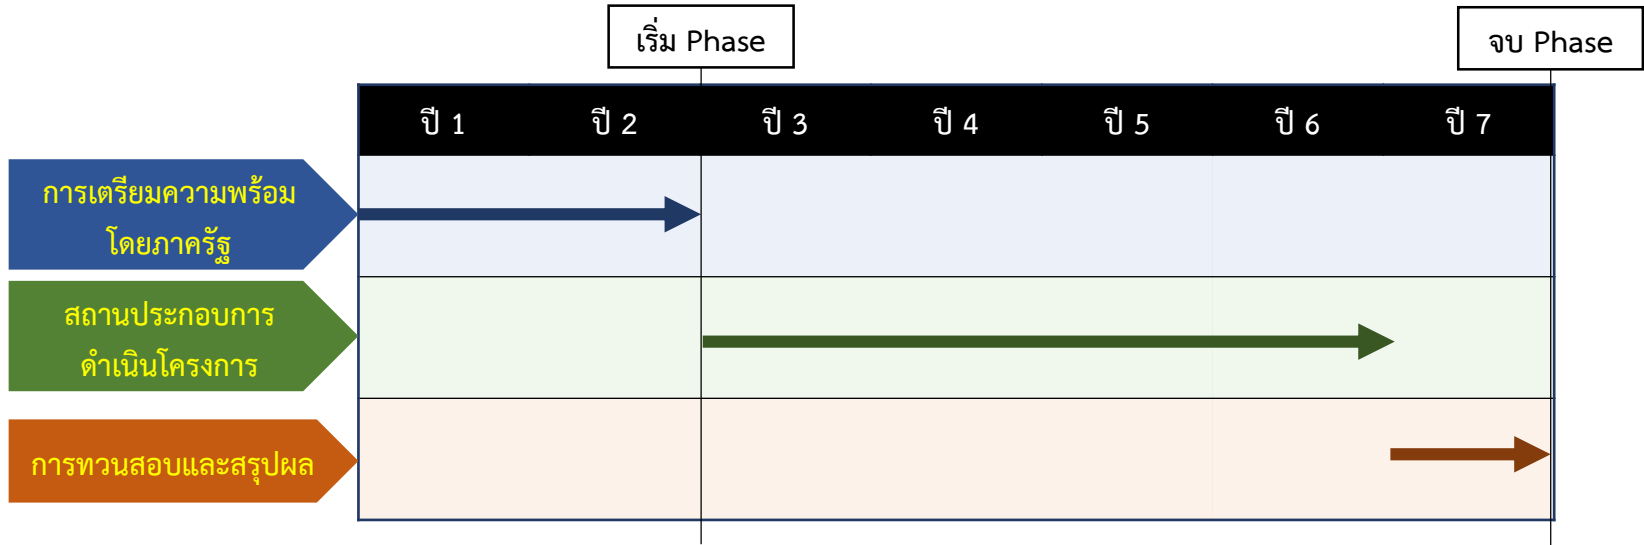 เริ่ม Phase
จบ Phase
ปี 1 ปี 2 ปี 3 ปี 4 ปี 5 ปี 6 ปี 7
การเตรียมความพร้อม
โดยภาครัฐ
สถานประกอบการ
ดำเนินโครงการ
การทวนสอบและสรุปผล